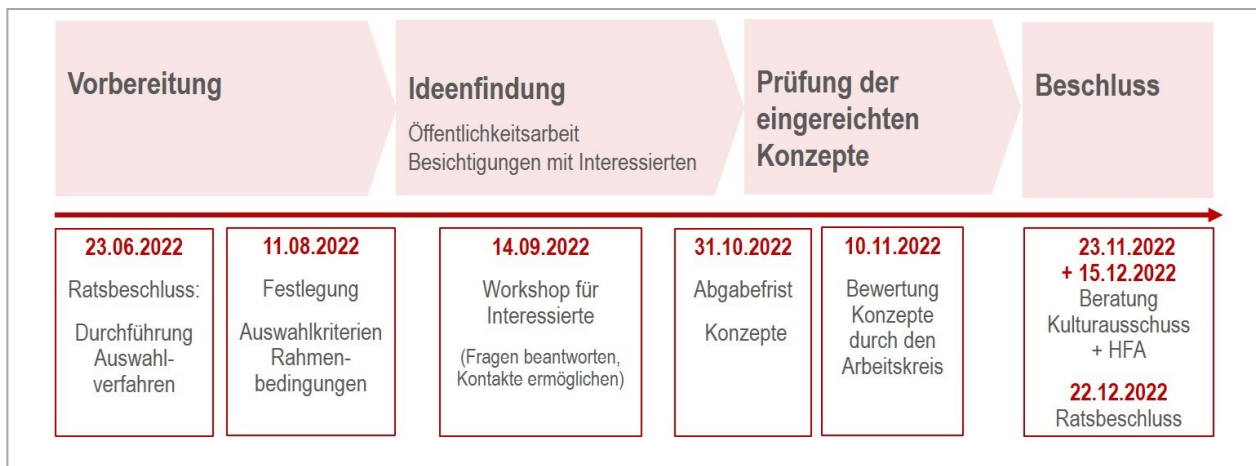 Vorbereitung
Ideenfindung
Öffentlichkeitsarbeit
Besichtigungen mit Interessierten
Prüfung der
eingereichten
Konzepte
Beschluss
23.06.2022
Ratsbeschluss:
Durchführung
Auswahl-
verfahren
11.08.2022
Festlegung
Auswahlkriterien
Rahmen-
bedingungen
14.09.2022
Workshop für
Interessierte
(Fragen beantworten,
Kontakte ermöglichen)
31.10.2022
Abgabefrist
Konzepte
10.11.2022
Bewertung
Konzepte
durch den
Arbeitskreis
23.11.2022
+ 15.12.2022
Beratung
Kulturausschuss
+ HFA
22.12.2022
Ratsbeschluss